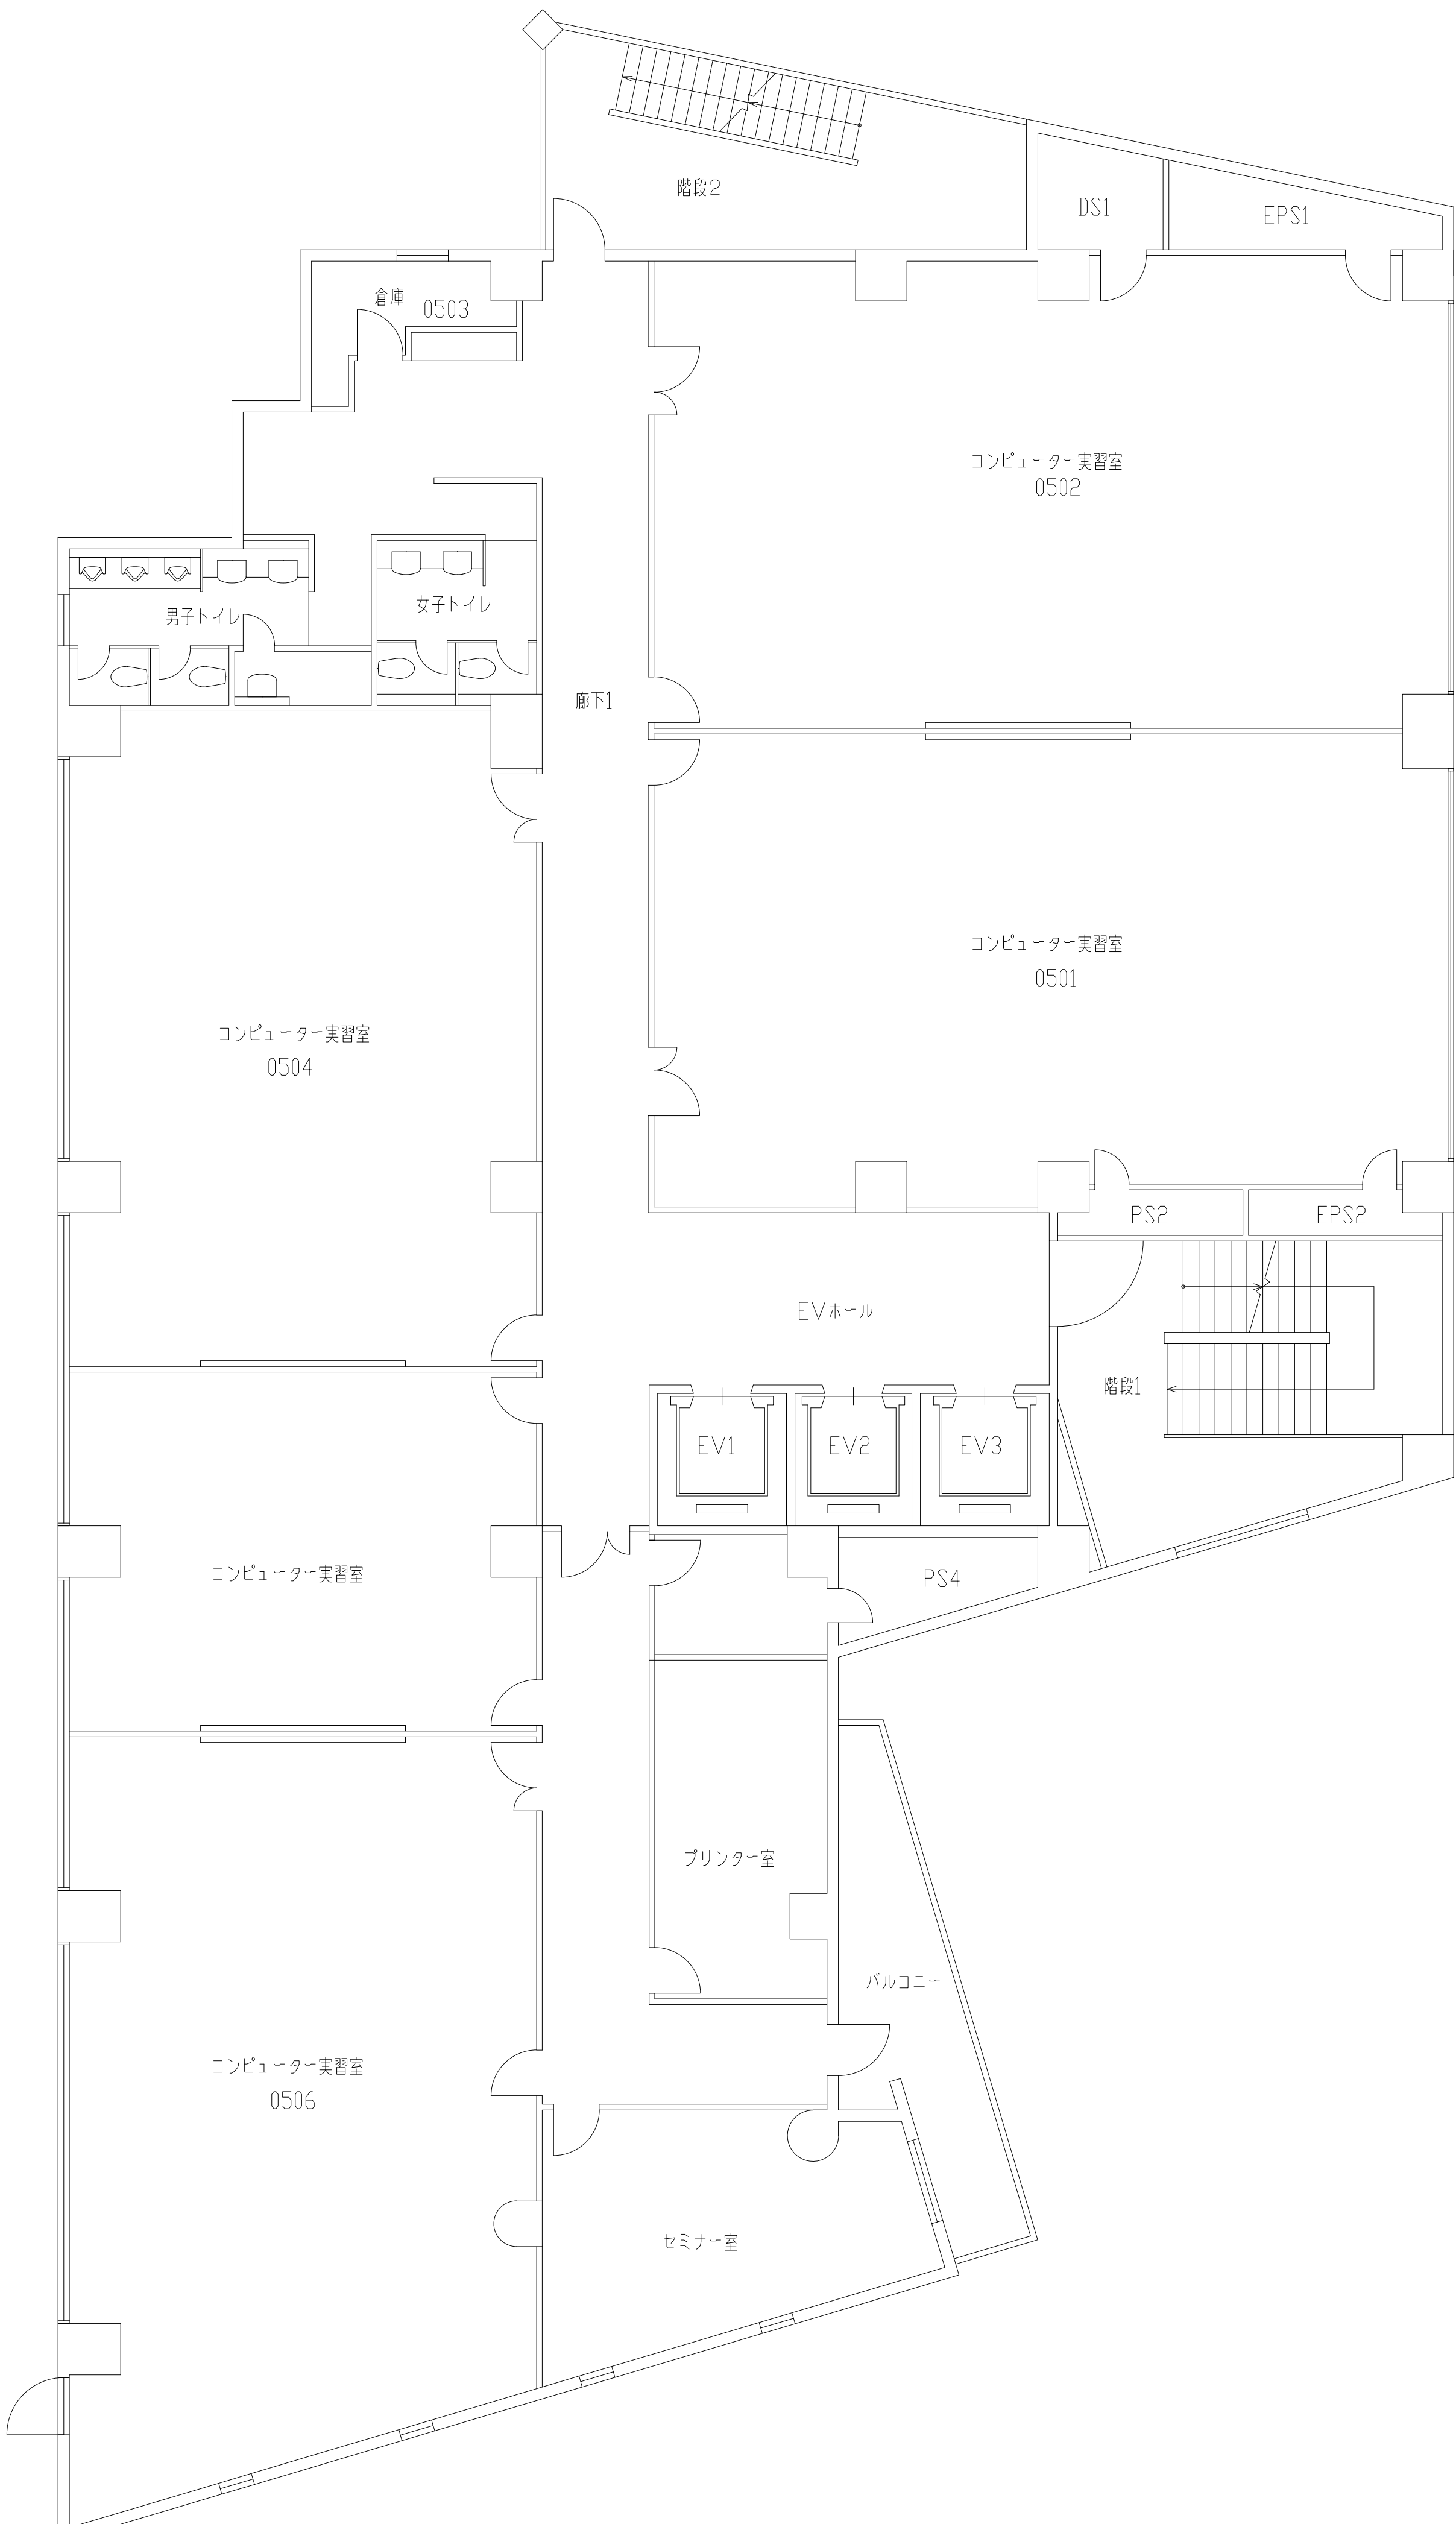 階段2
DS1
EPS1
倉庫
0503
コンピューター実習室
0502
男子トイレ
女子トイレ
廊下1
コンピューター実習室
0501
コンピューター実習室
0504
PS2
EPS2
EVホール
階段1
EV1
EV2
EV3
コンピューター実習室
PS4
プリンター室
バルコニー
コンピューター実習室
0506
セミナー室